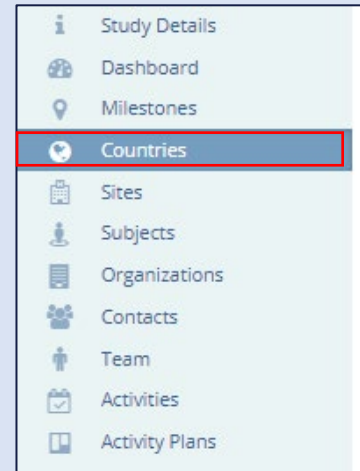 Study Details
Dashboard
Milestones
Countries
Sites
Subjects
Organizations
Contacts
Team
Activities
Activity Plans